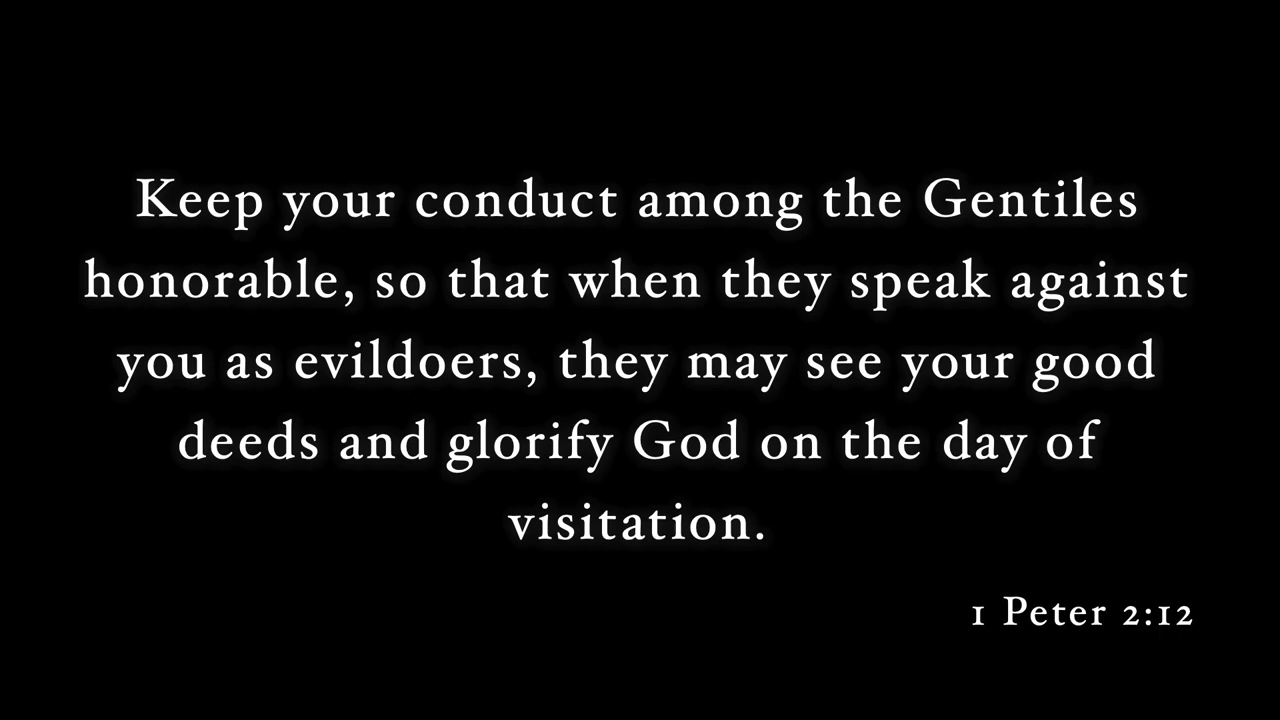 Keep your conduct among the Gentiles
honorable, so that when they speak against
you as evildoers, they may see your good
deeds and glorify God on the day of
visitation.
1 Peter 2:12